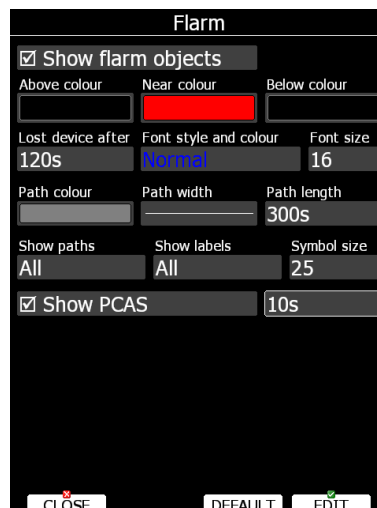 Flarm
Show flarm objects
Above colour Near colour Below colour
Lost device after Font style and colour Font size
120s Normal 16
Path colour Path width Path length
300s
Show paths Show labels Symbol size
All All 25
Show PCAS 10s
CLOSE DEFAULT EDIT